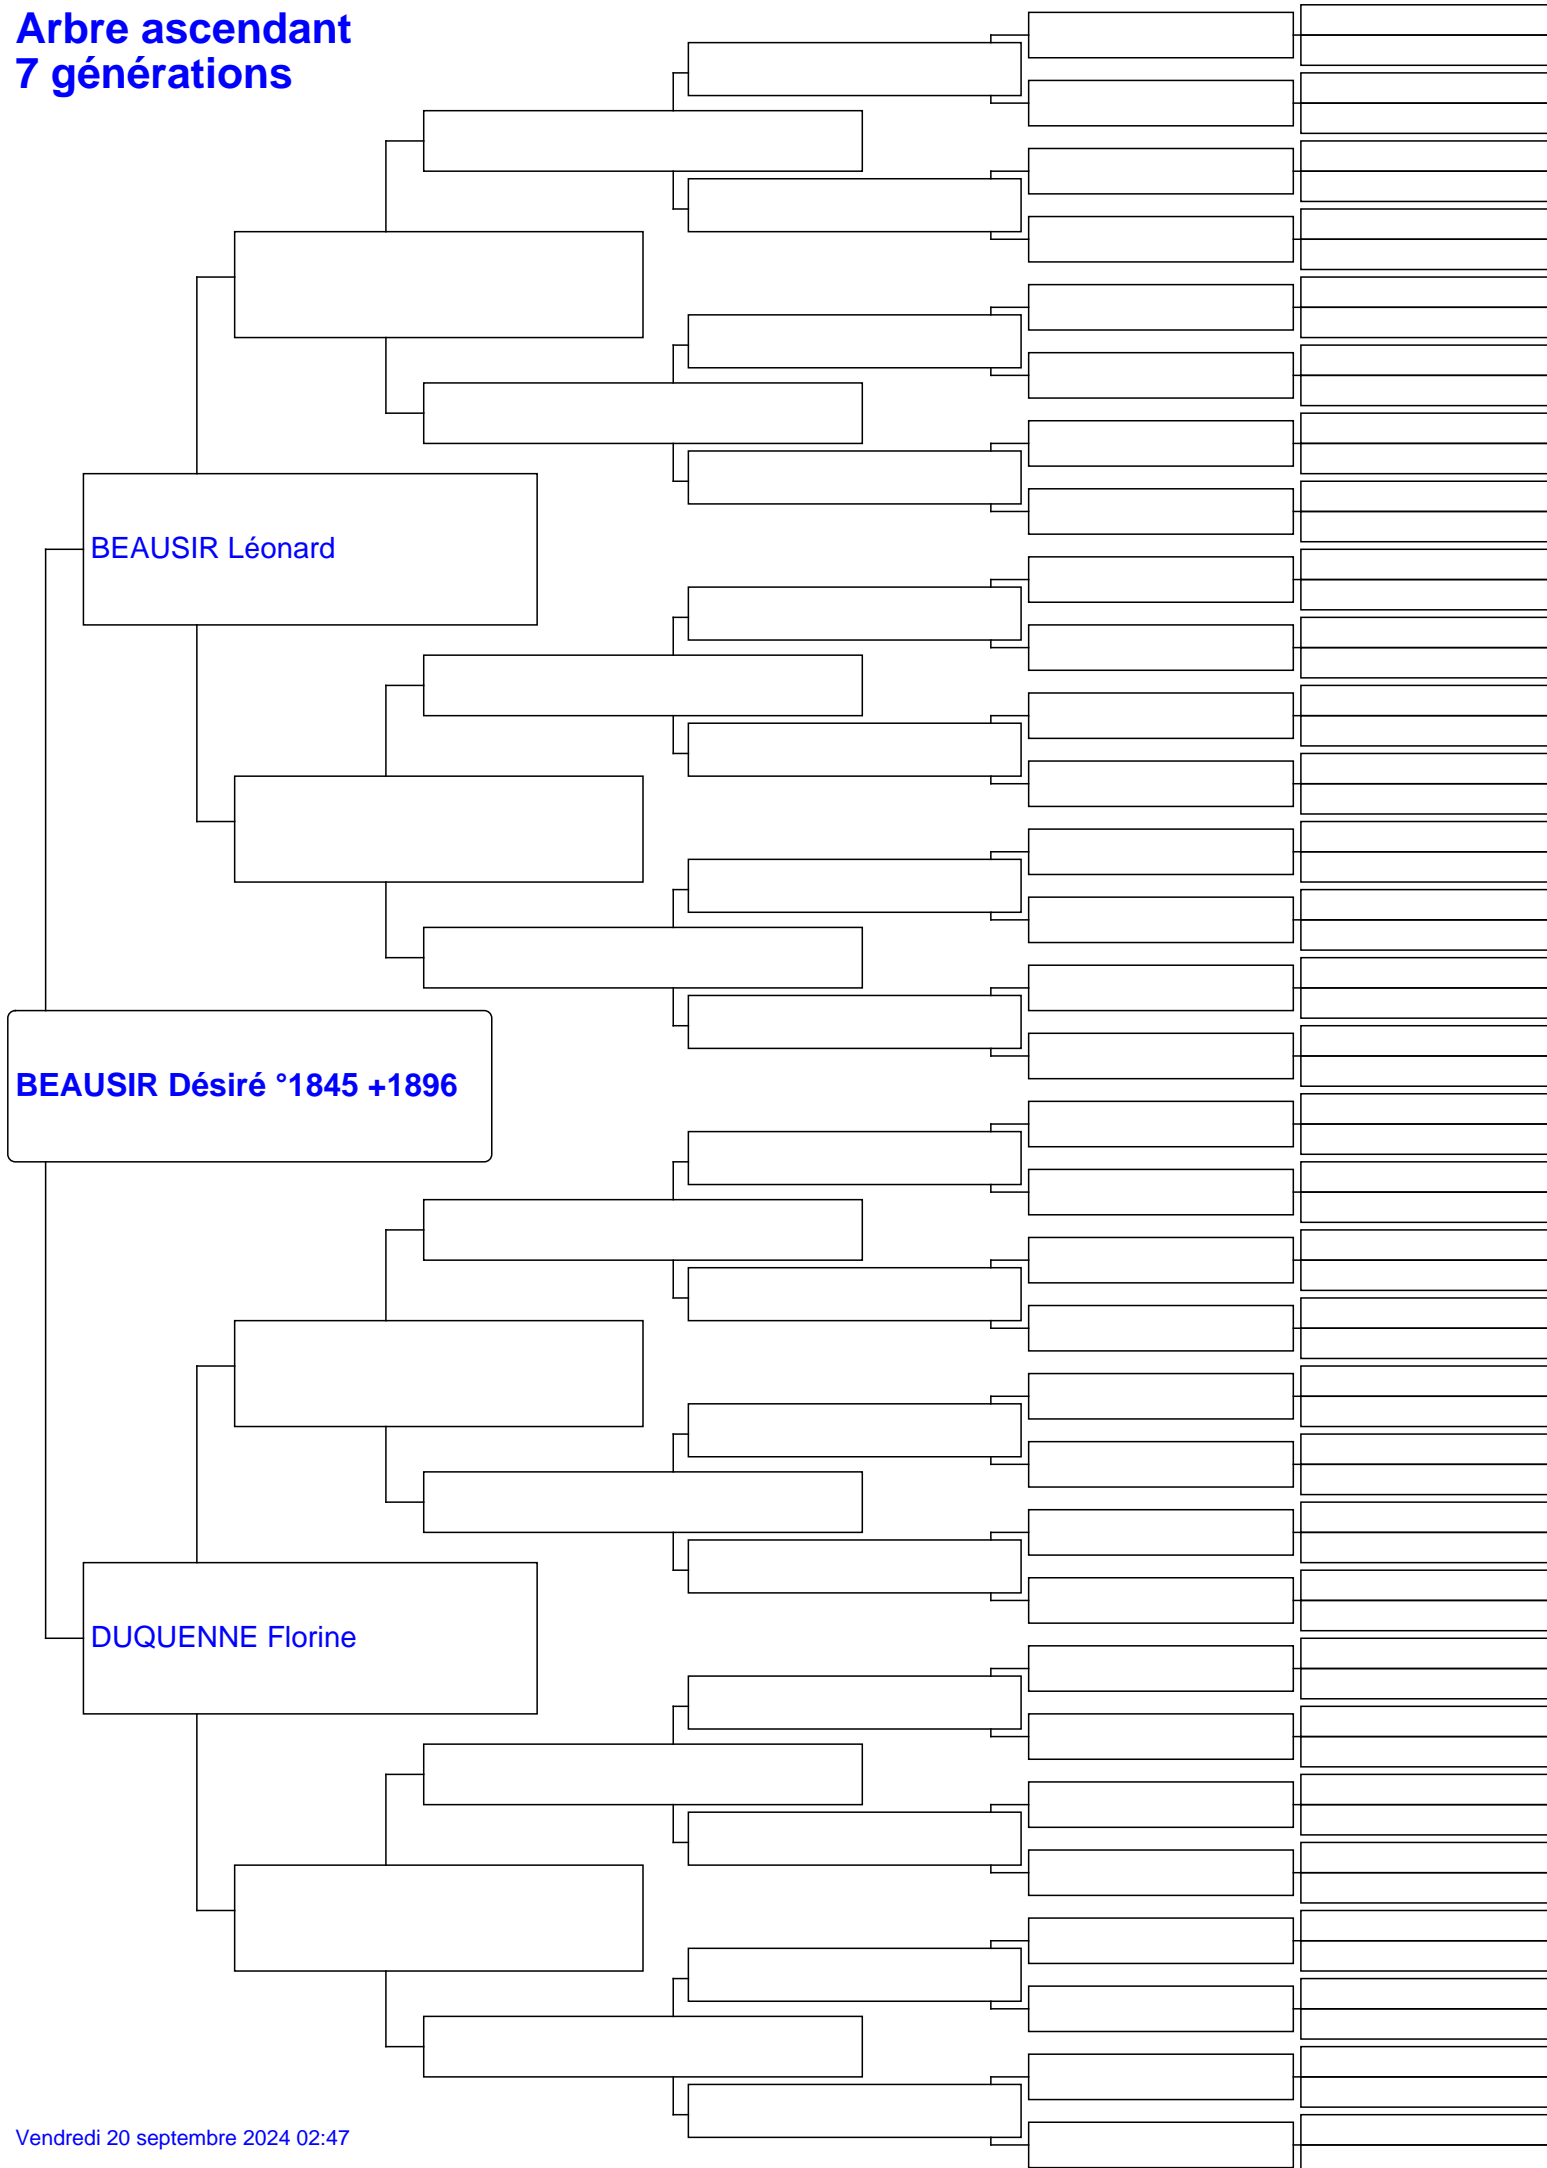 Arbre ascendant
7 générations
BEAUSIR Léonard
BEAUSIR Désiré °1845 +1896
DUQUENNE Florine
Vendredi 20 septembre 2024 02:47